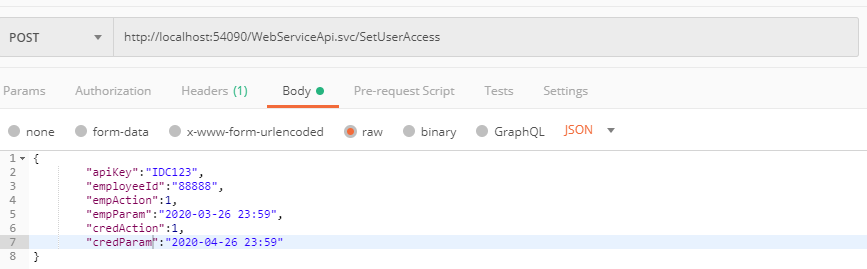 POST http://localhost:54090/WebServiceApi.svc/SetUserAccess
Params Authorization Headers (1) Body Pre-request Script Tests Settings
none form-data x-www-form-urlencoded raw binary GraphQL JSON
1 {
2 "apiKey":"IDC123",
3 "employeeId":"88888",
4 "empAction":1,
5 "empParam":"2020-03-26 23:59",
6 "credAction":1,
7 "credParam":"2020-04-26 23:59"
8 }